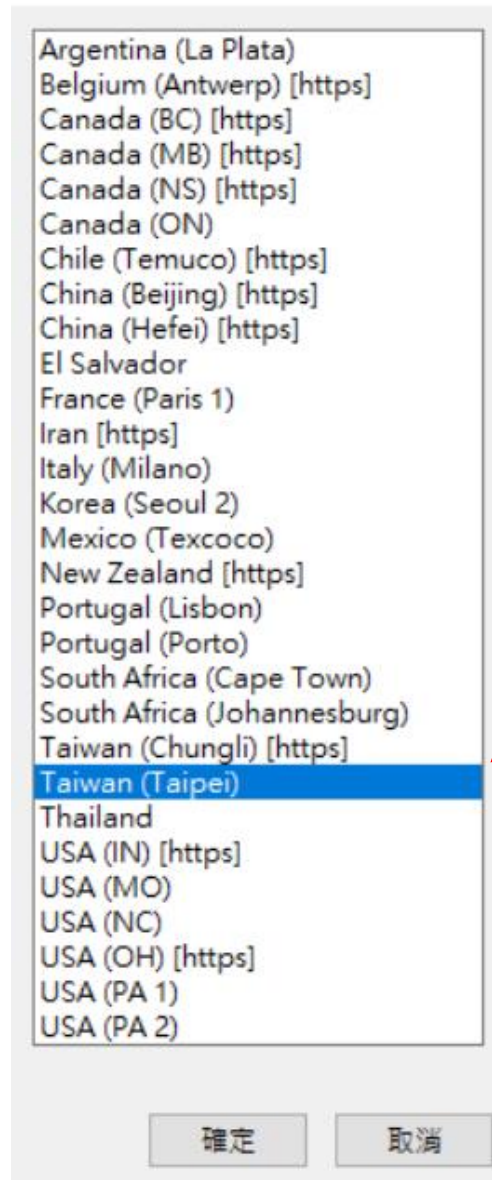 Argentina (La Plata)
Belgium (Antwerp) [https]
Canada (BC) [https]
Canada (MB) [https]
Canada (NS) [https]
Canada (ON)
Chile (Temuco) [https]
China (Beijing) [https]
China (Hefei) [https]
El Salvador
France (Paris 1)
Iran [https]
Italy (Milano)
Korea (Seoul 2)
Mexico (Texcoco)
New Zealand [https]
Portugal (Lisbon)
Portugal (Porto)
South Africa (Cape Town)
South Africa (Johannesburg)
Taiwan (Chungli) [https]
Taiwan (Taipei)
Thailand
USA (IN) [https]
USA (MO)
USA (NC)
USA (OH) [https]
USA (PA 1)
USA (PA 2)
確定 取消